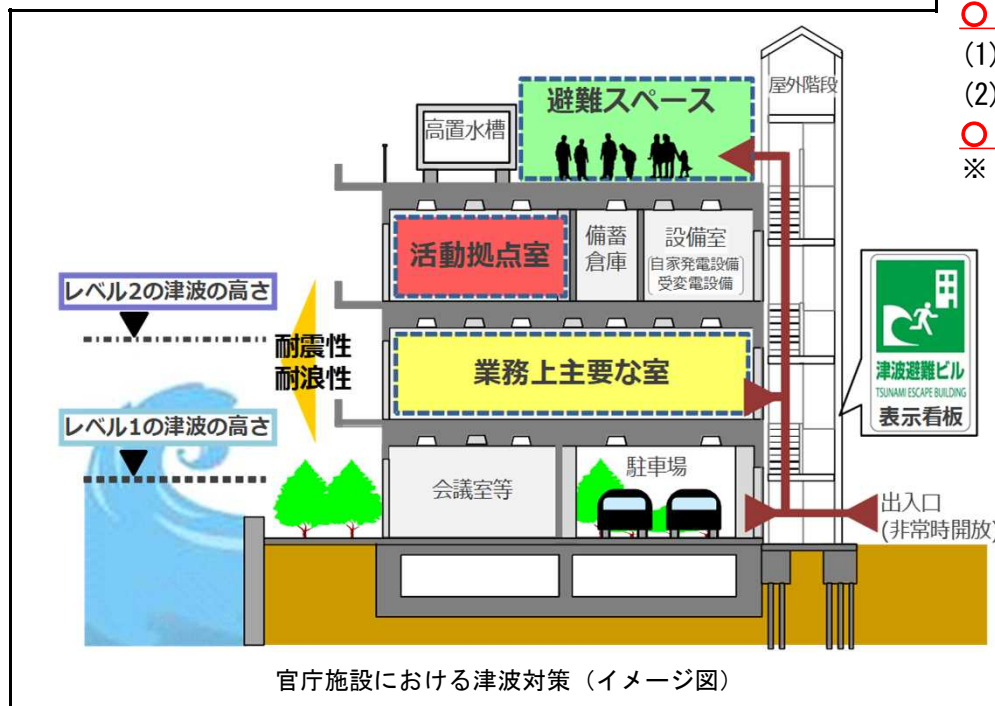 ○
(1)
(2)
○
※
屋外階段
避難スペース
高置水槽
活動拠点室
備蓄
倉庫
設備室
自家発電設備
受変電設備
レベル2の津波の高さ
耐震性
耐浪性
業務上主要な室
津波避難ビル
TSUNAMI ESCAPE BUILDING
表示看板
レベル1の津波の高さ
会議室等
駐車場
出入口
(非常時開放)
官庁施設における津波対策（イメージ図）